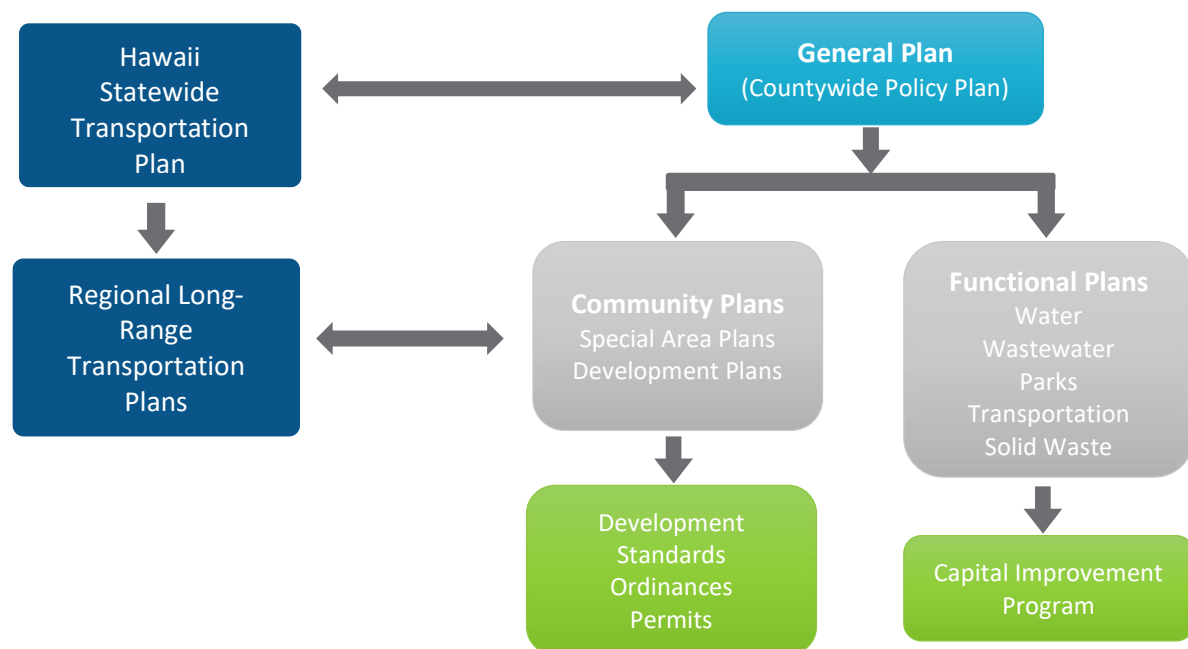 Hawaii
Statewide
Transportation
Plan
General Plan
(Countywide Policy Plan)
Regional Long-
Range
Transportation
Plans
Community Plans
Special Area Plans
Development Plans
Functional Plans
Water
Wastewater
Parks
Transportation
Solid Waste
Development
Standards
Ordinances
Permits
Capital Improvement
Program